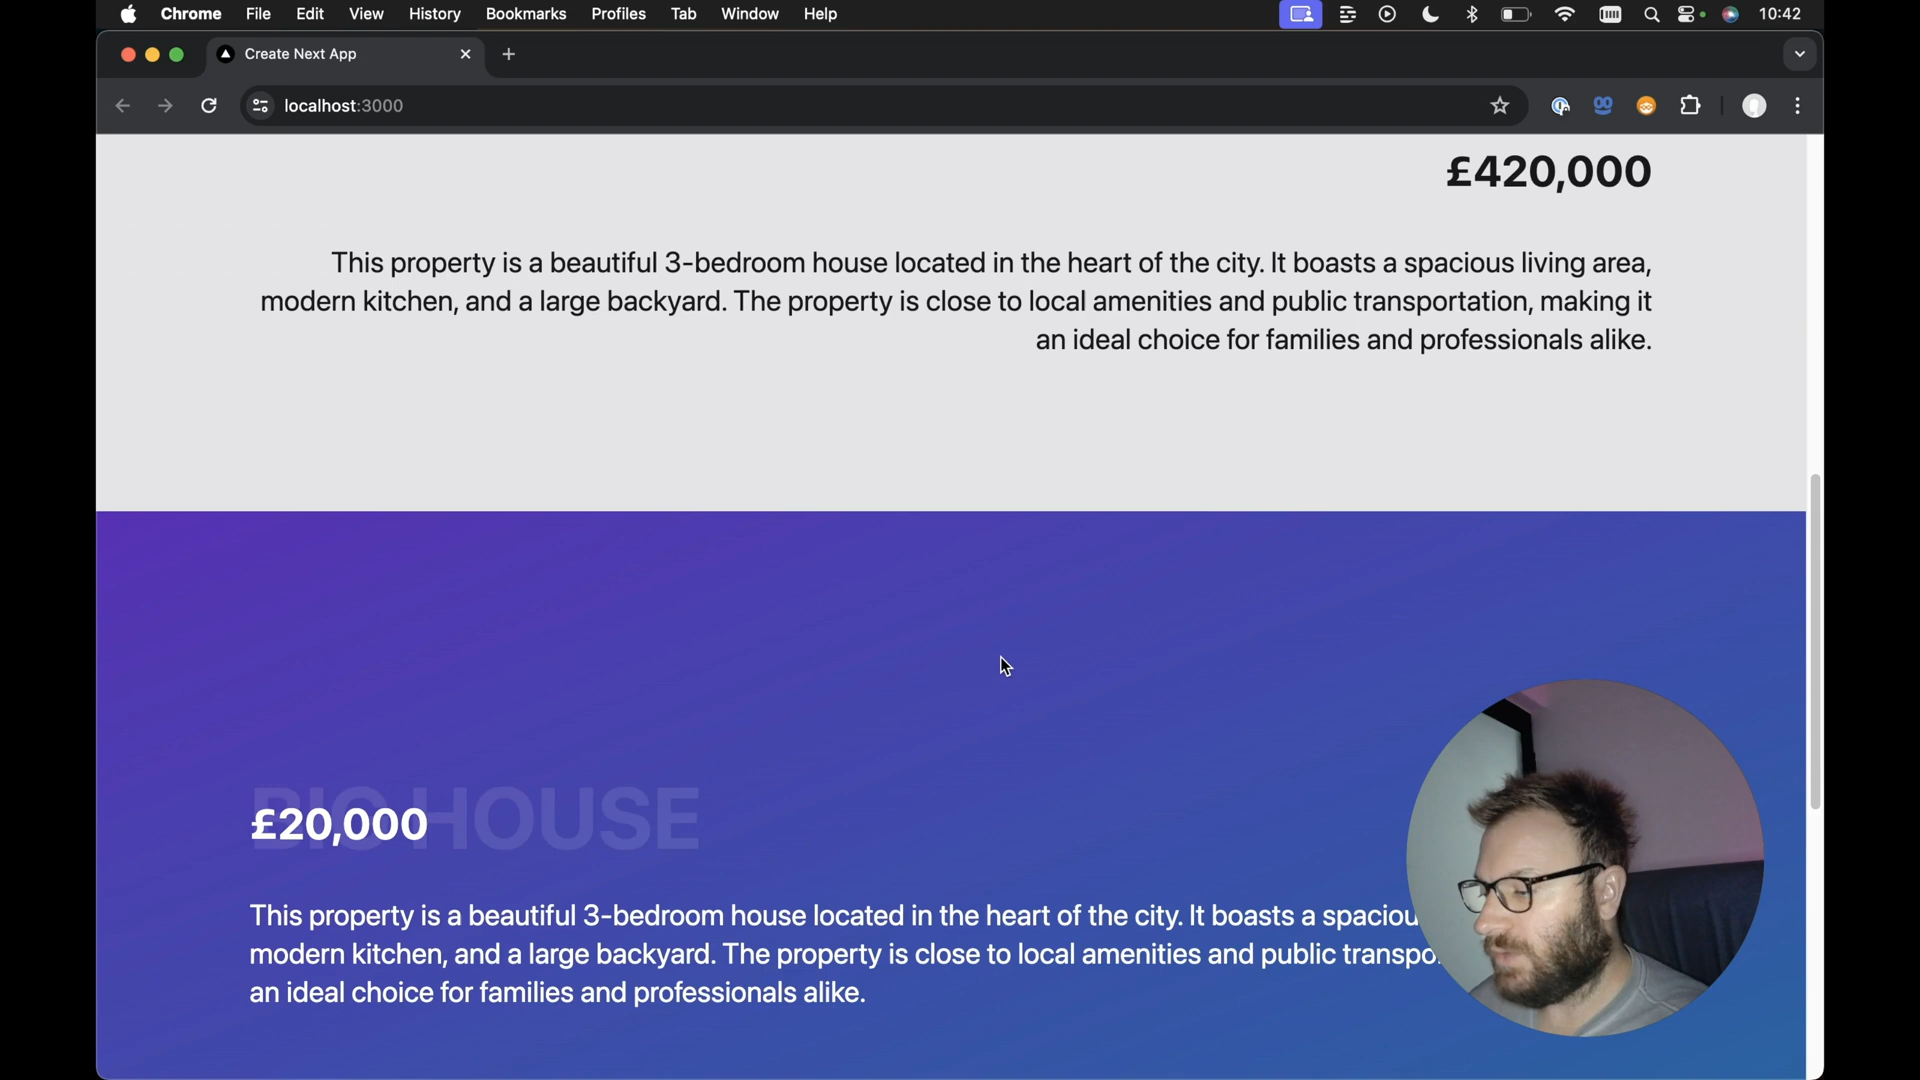 Chrome File Edit View History Bookmarks Profiles Tab Window Help 10:42
Create Next App
localhost:3000
£420,000
This property is a beautiful 3-bedroom house located in the heart of the city. It boasts a spacious living area,
modern kitchen, and a large backyard. The property is close to local amenities and public transportation, making it
an ideal choice for families and professionals alike.
BIG HOUSE
£20,000
This property is a beautiful 3-bedroom house located in the heart of the city. It boasts a spaciou
modern kitchen, and a large backyard. The property is close to local amenities and public transpo
an ideal choice for families and professionals alike.